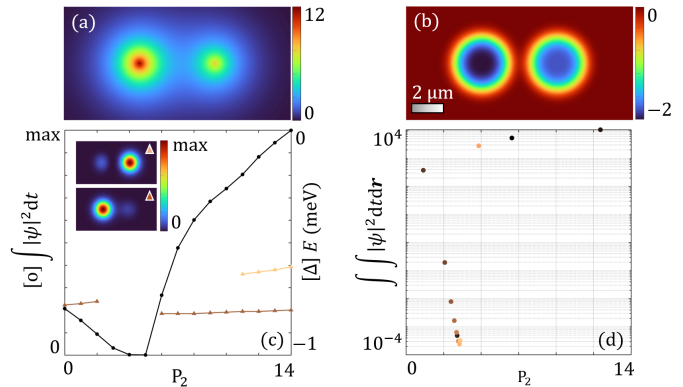 (a)
12
0
(b)
0
−2
2 μm
max
0
[o] ∫ |ψ|²dt
max
0
0
−1
[Δ] E (meV)
(c)
0
14
P₂
10⁴
10⁻⁴
∫ ∫ |ψ|²dtdr
(d)
0
14
P₂